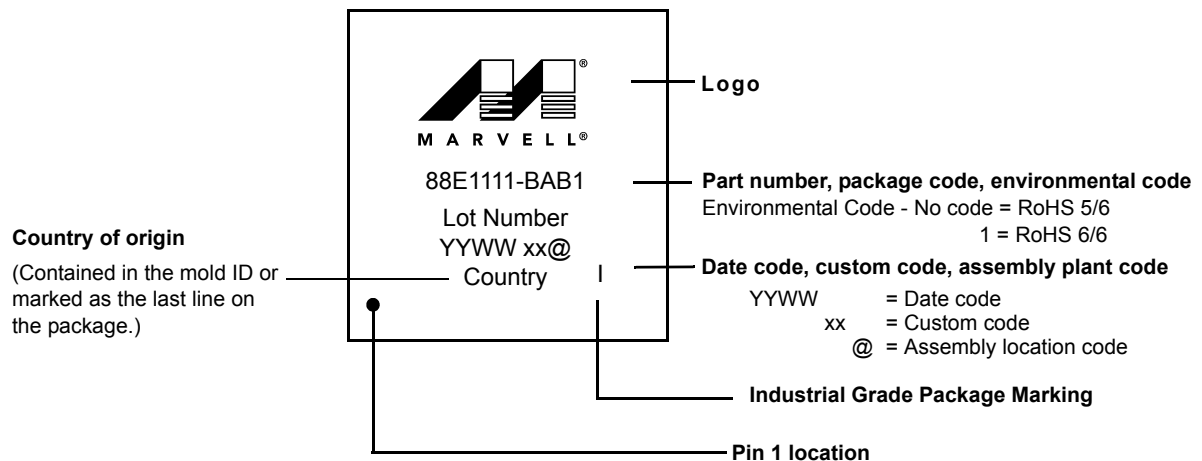 ®
MARVELL®
88E1111-BAB1
Lot Number
YYWW xx@
Country I
Logo
Part number, package code, environmental code
Environmental Code - No code = RoHS 5/6
1 = RoHS 6/6
Date code, custom code, assembly plant code
YYWW = Date code
xx = Custom code
@ = Assembly location code
Industrial Grade Package Marking
Pin 1 location
Country of origin
(Contained in the mold ID or
marked as the last line on
the package.)